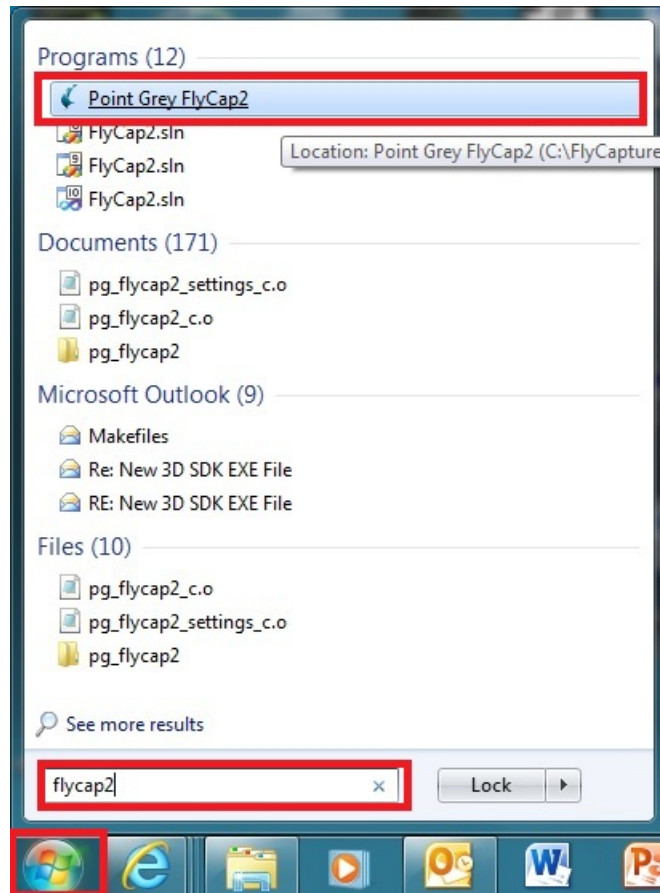 Programs (12)
Point Grey FlyCap2
FlyCap2.sln
Location: Point Grey FlyCap2 (C:\FlyCapture
FlyCap2.sln
FlyCap2.sln
Documents (171)
pg_flycap2_settings_c.o
pg_flycap2_c.o
pg_flycap2
Microsoft Outlook (9)
Makefiles
Re: New 3D SDK EXE File
RE: New 3D SDK EXE File
Files (10)
pg_flycap2_c.o
pg_flycap2_settings_c.o
pg_flycap2
See more results
flycap2
Lock